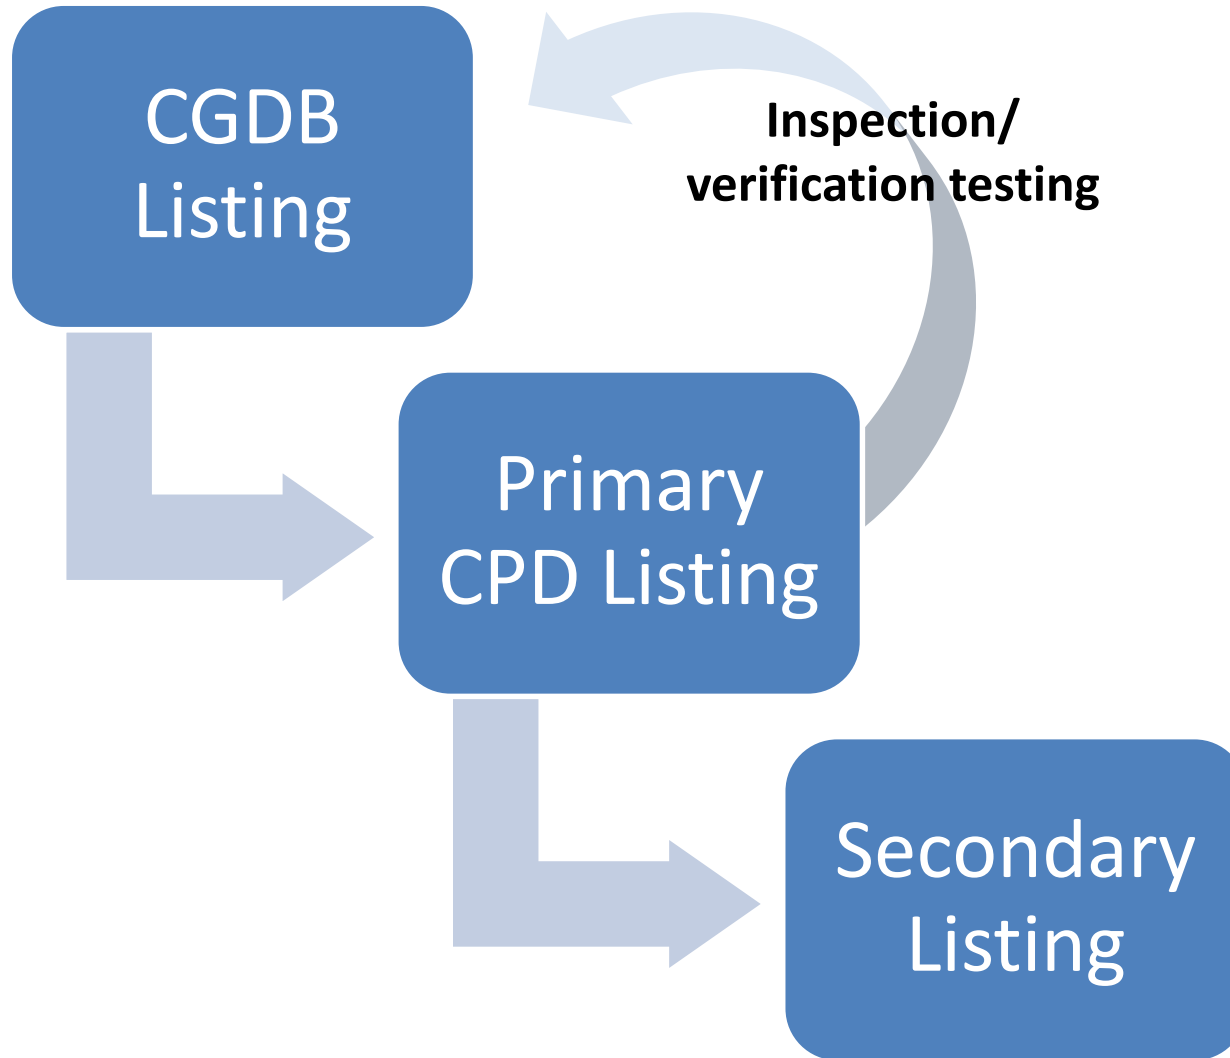 CGDB
Listing
Inspection/
verification testing
Primary
CPD Listing
Secondary
Listing